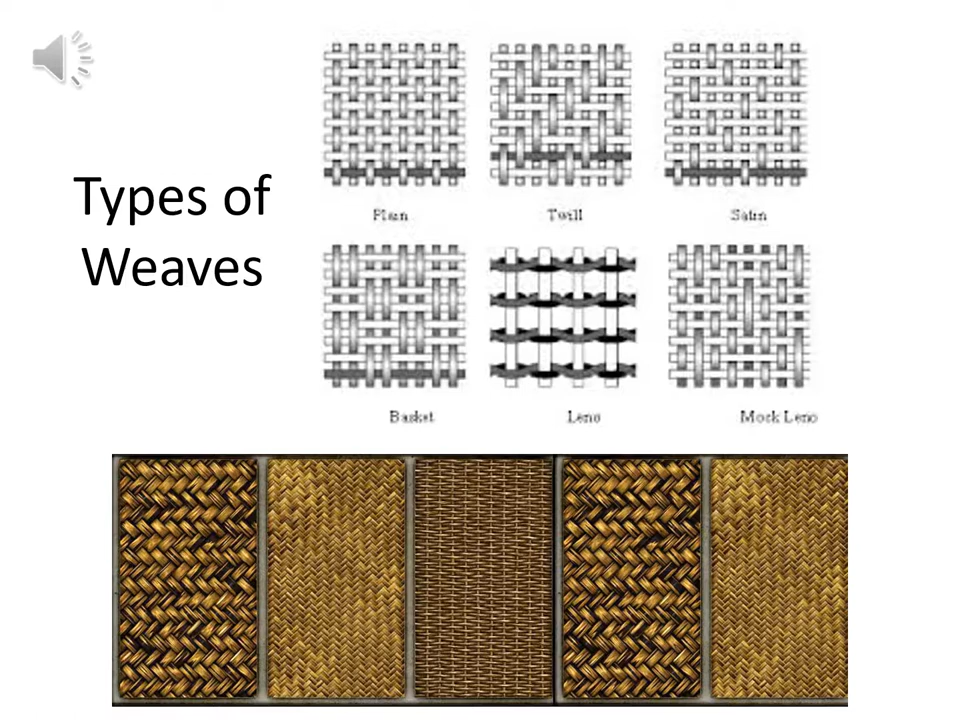 Types of
Weaves
Plain
Twill
Satin
Basket
Leno
Mock Leno